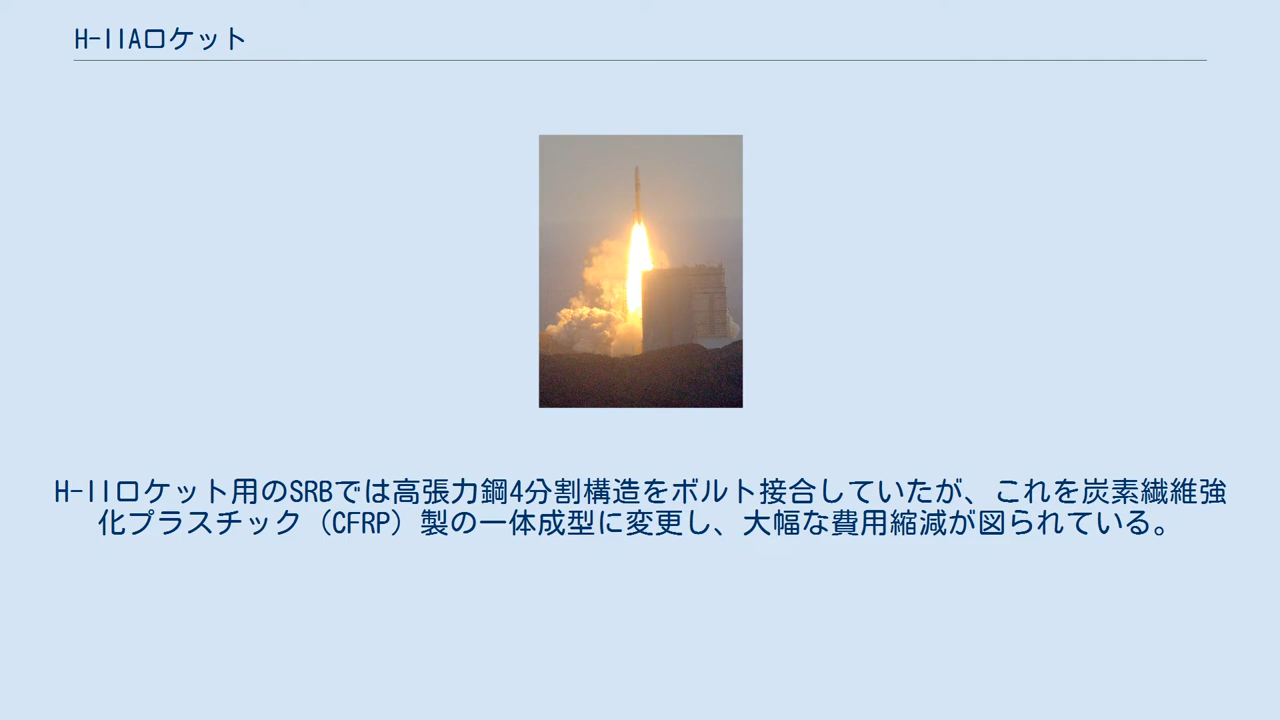 H-IIAロケット
H-IIロケット用のSRBでは高張力鋼4分割構造をボルト接合していたが、これを炭素繊維強
化プラスチック（CFRP）製の一体成型に変更し、大幅な費用縮減が図られている。